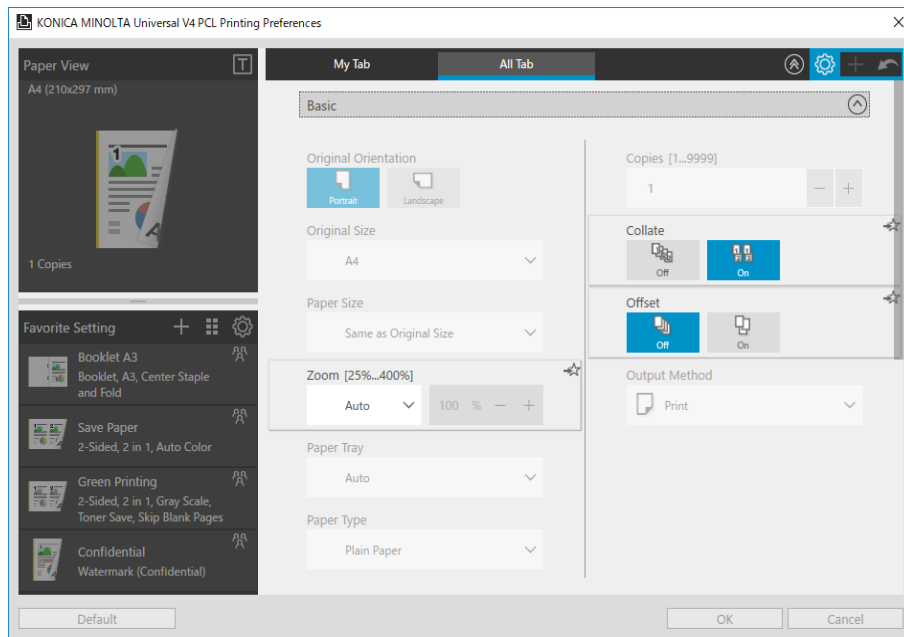 KONICA MINOLTA Universal V4 PCL Printing Preferences
Paper View
T
A4 (210x297 mm)
1
A
1 Copies
Favorite Setting
Booklet A3
Booklet, A3, Center Staple
and Fold
Save Paper
2-Sided, 2 in 1, Auto Color
Green Printing
2-Sided, 2 in 1, Gray Scale,
Toner Save, Skip Blank Pages
Confidential
Watermark (Confidential)
My Tab
All Tab
Basic
Original Orientation
Portrait
Landscape
Original Size
A4
Paper Size
Same as Original Size
Zoom [25%...400%]
Auto
100 %
Paper Tray
Auto
Paper Type
Plain Paper
Copies [1...9999]
1
Collate
Off
On
Offset
Off
On
Output Method
Print
Default
OK
Cancel